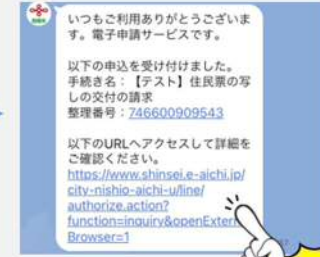 いつもご利用ありがとうございま
す。電子申請サービスです。
以下の申込を受け付けました。
手続き名：【テスト】住民票の写
しの交付の請求
整理番号：746600909543
以下のURLへアクセスして詳細を
ご確認ください。
https://www.shinsei.e-aichi.jp/
city-nishio-aichi-u/line/
authorize.action?
function=inquiry&openExter
Browser=1